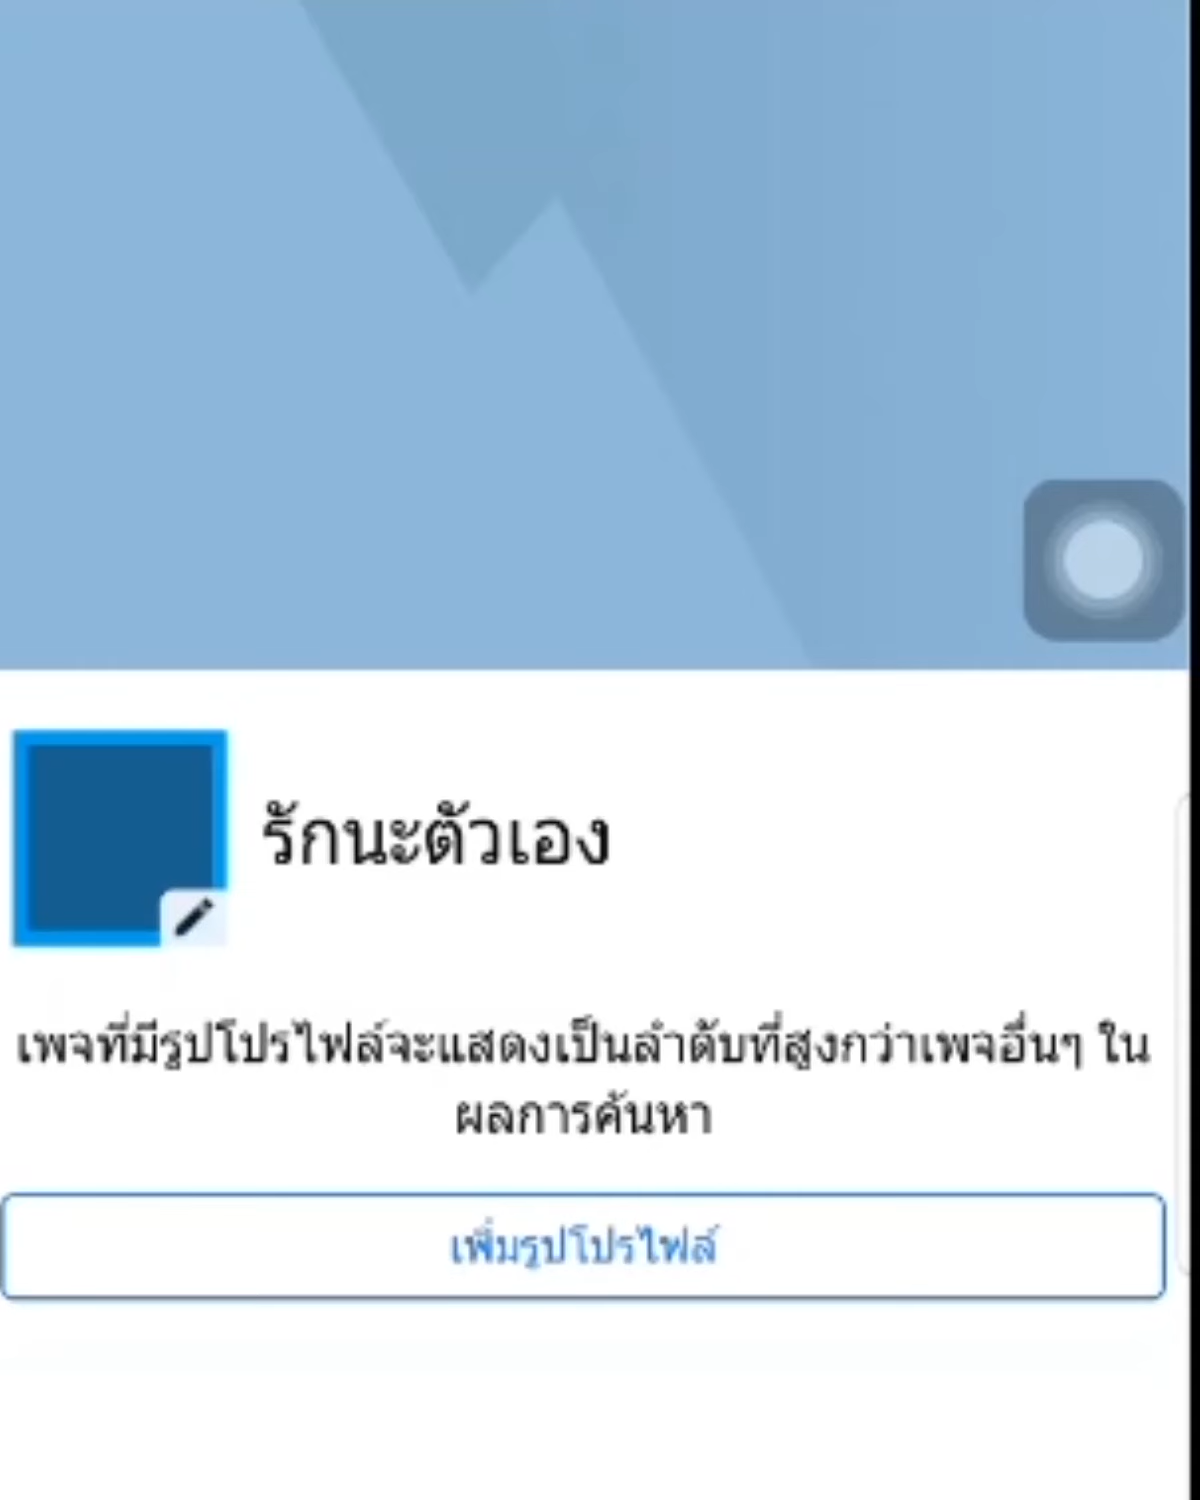 รักนะตัวเอง
เพจที่มีรูปโปรไฟล์จะแสดงเป็นลำดับที่สูงกว่าเพจอื่นๆ ใน
ผลการค้นหา
เพิ่มรูปโปรไฟล์